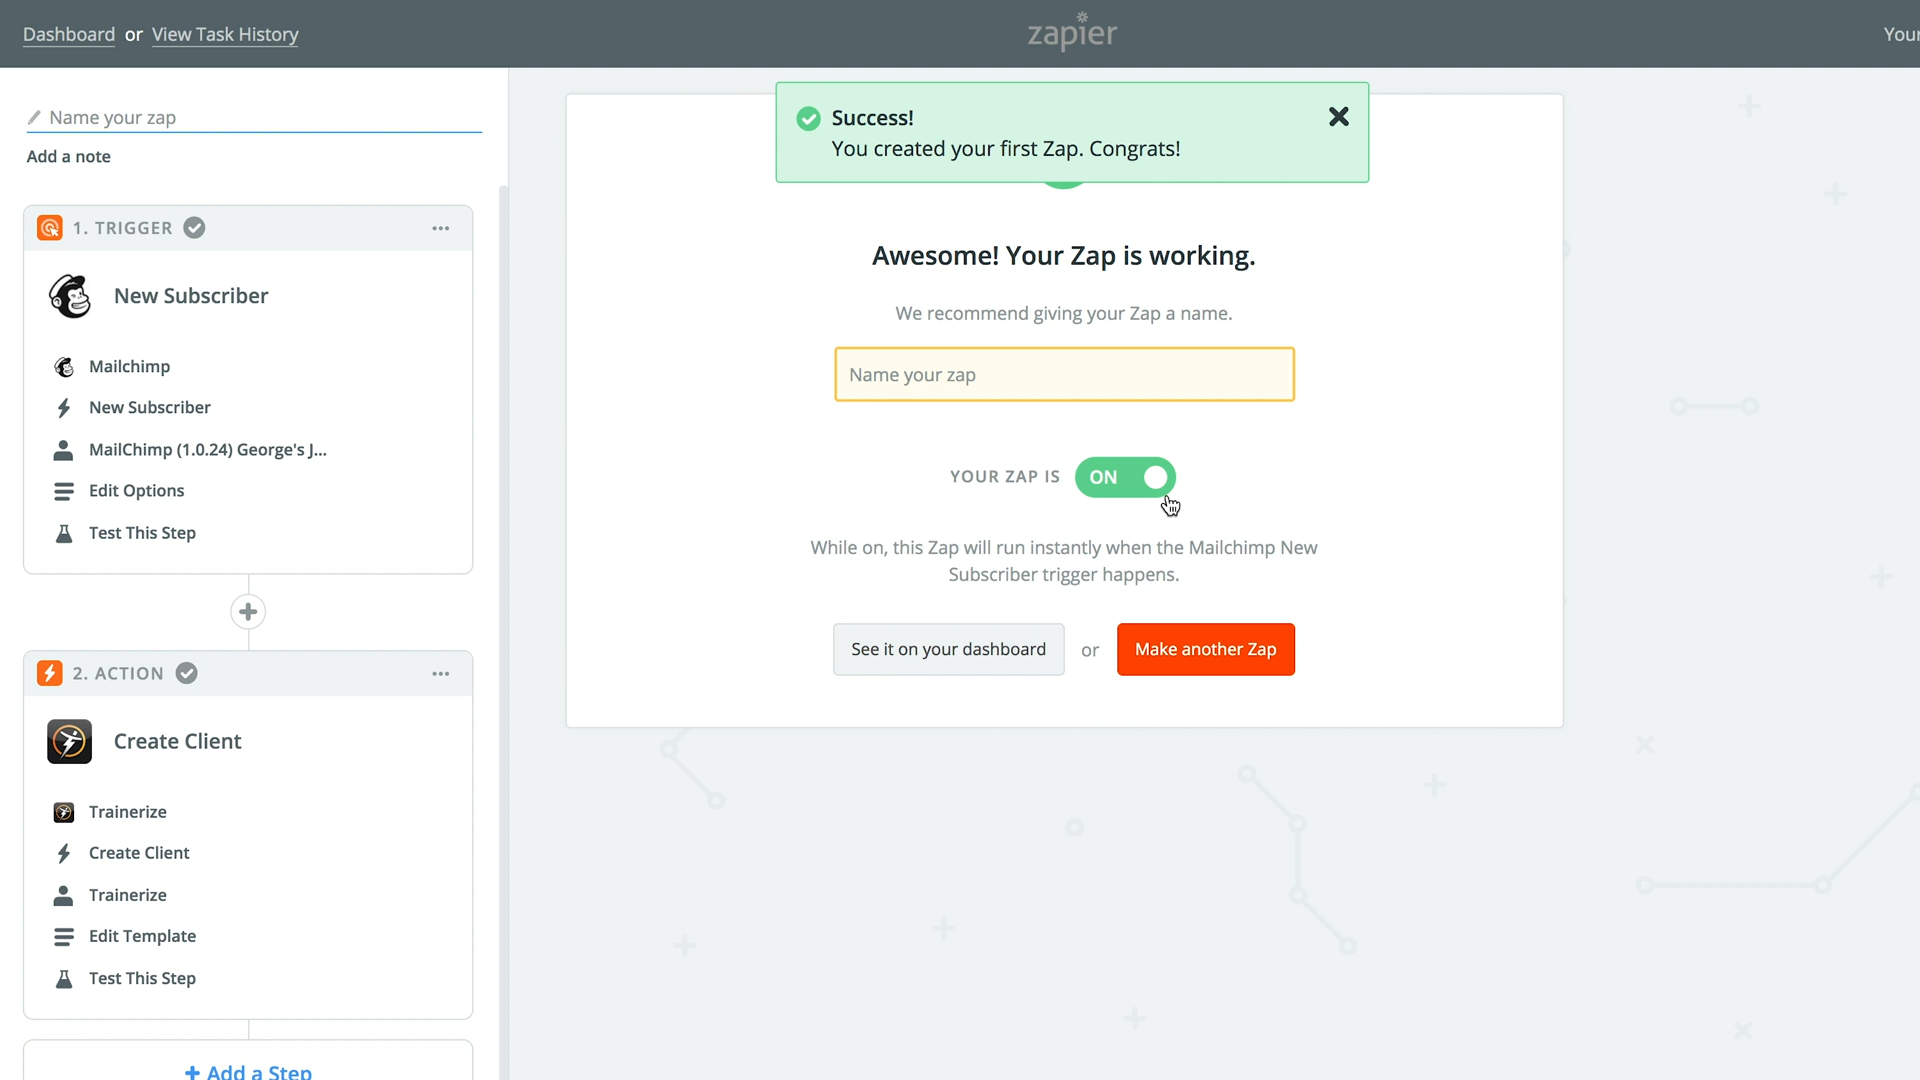 Dashboard or View Task History
zapier
Your
Name your zap
Add a note
1. TRIGGER
New Subscriber
Mailchimp
New Subscriber
MailChimp (1.0.24) George's J...
Edit Options
Test This Step
2. ACTION
Create Client
Trainerize
Create Client
Trainerize
Edit Template
Test This Step
+ Add a Step
Success!
You created your first Zap. Congrats!
Awesome! Your Zap is working.
We recommend giving your Zap a name.
Name your zap
YOUR ZAP IS ON
While on, this Zap will run instantly when the Mailchimp New
Subscriber trigger happens.
See it on your dashboard or Make another Zap